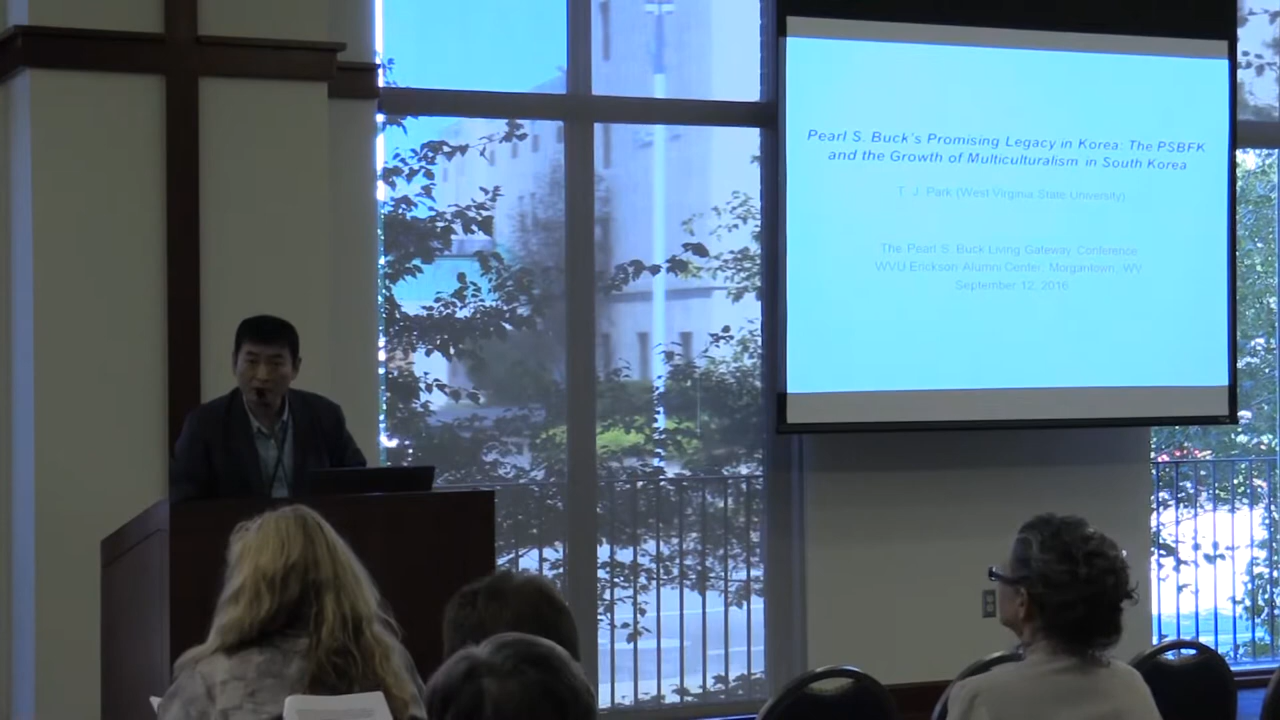 Pearl S. Buck's Promising Legacy in Korea: The PSBFK
and the Growth of Multiculturalism in South Korea
T. J. Park (West Virginia State University)
The Pearl S. Buck Living Gateway Conference
WVU Erickson Alumni Center, Morgantown, WV
September 12, 2016